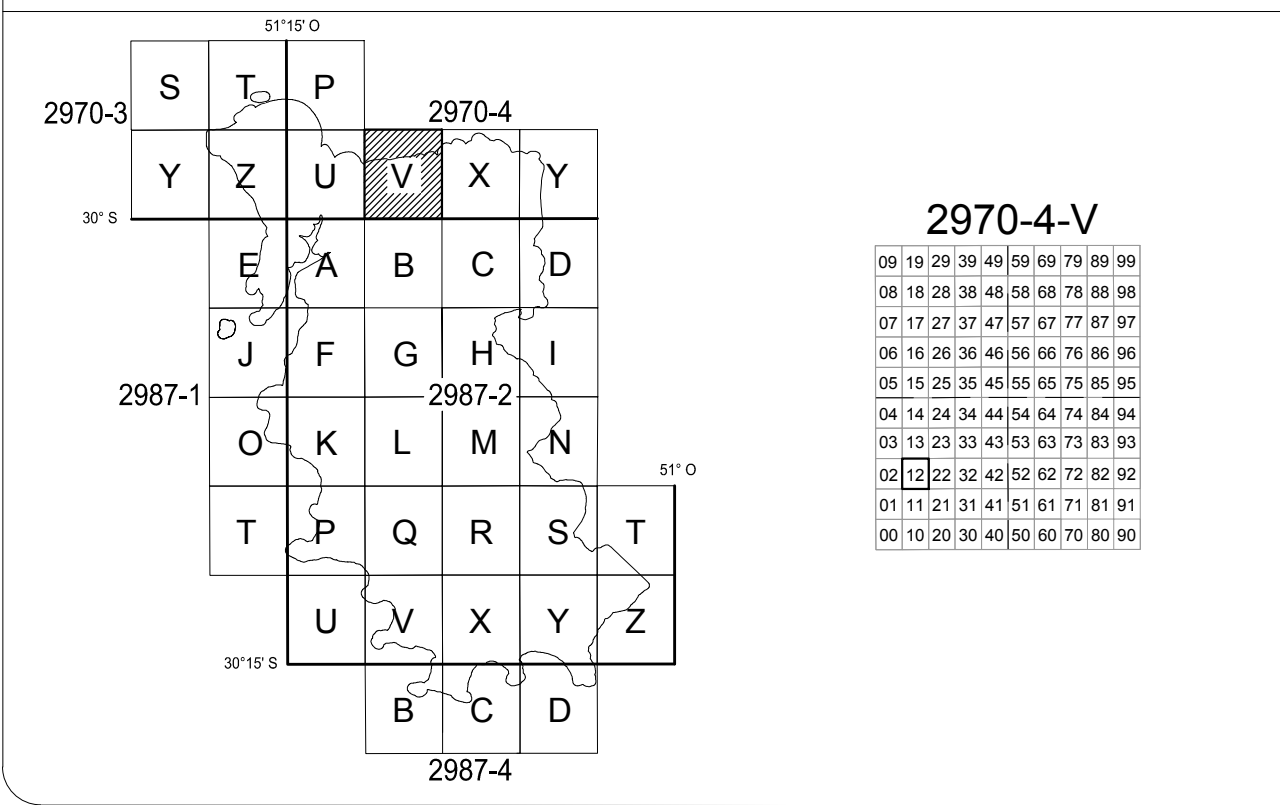 51°15' O
S T P
2970-3 2970-4
Y Z U V X Y
30° S
E A B C D
J F G H I
2987-1 2987-2
O K L M N
51° O
T P Q R S T
U V X Y Z
30°15' S
B C D
2987-4
2970-4-V
09 19 29 39 49 59 69 79 89 99
08 18 28 38 48 58 68 78 88 98
07 17 27 37 47 57 67 77 87 97
06 16 26 36 46 56 66 76 86 96
05 15 25 35 45 55 65 75 85 95
04 14 24 34 44 54 64 74 84 94
03 13 23 33 43 53 63 73 83 93
02 12 22 32 42 52 62 72 82 92
01 11 21 31 41 51 61 71 81 91
00 10 20 30 40 50 60 70 80 90